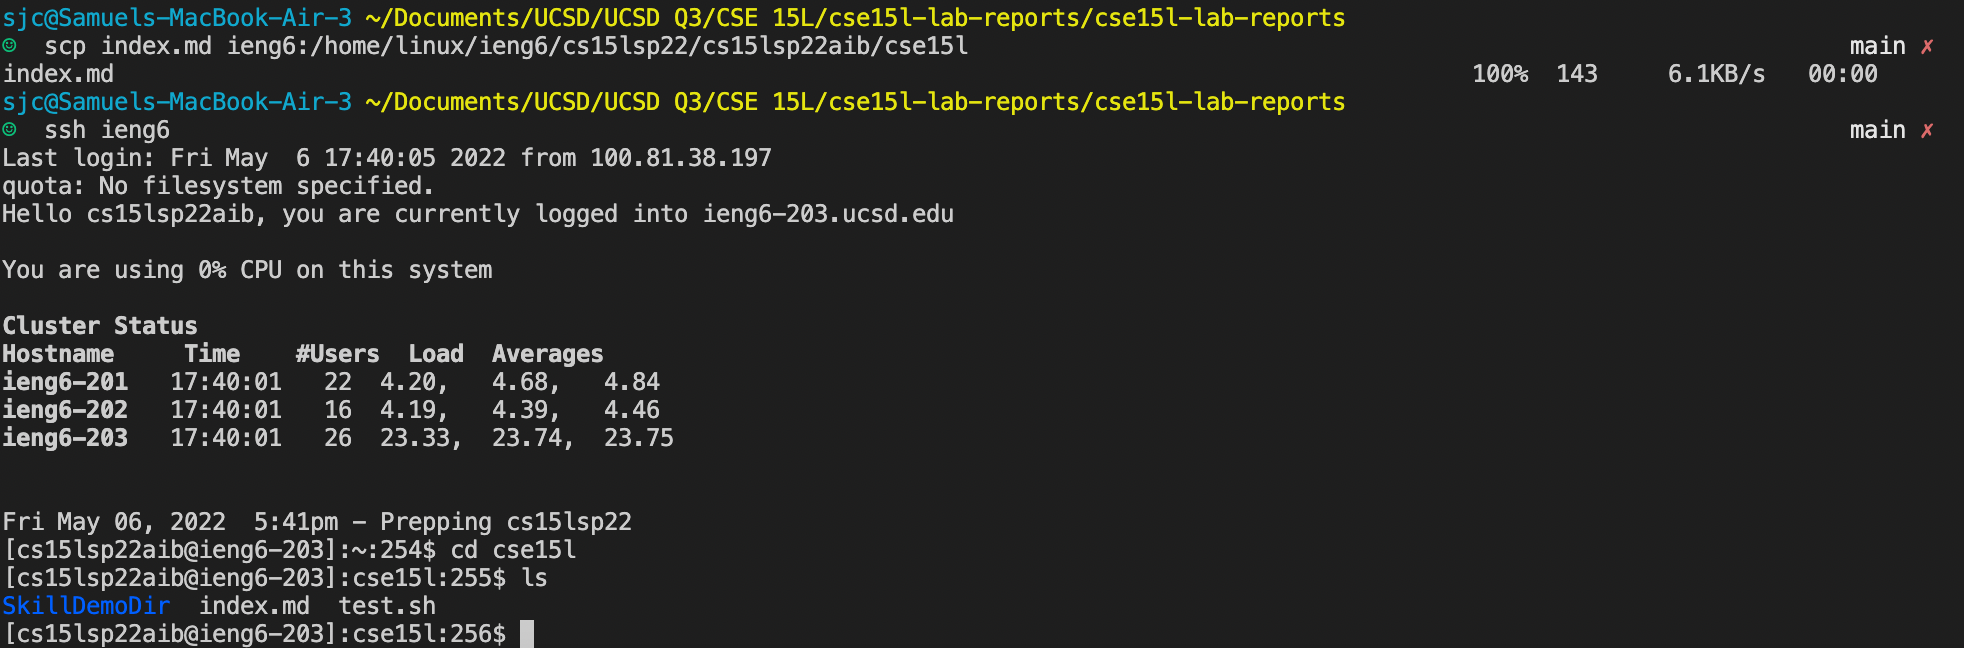 sjc@Samuels-MacBook-Air-3 ~/Documents/UCSD/UCSD Q3/CSE 15L/cse15l-lab-reports/cse15l-lab-reports
☺ scp index.md ieng6:/home/linux/ieng6/cs15lsp22/cs15lsp22aib/cse15l main ✗
index.md 100% 143 6.1KB/s 00:00
sjc@Samuels-MacBook-Air-3 ~/Documents/UCSD/UCSD Q3/CSE 15L/cse15l-lab-reports/cse15l-lab-reports
☺ ssh ieng6 main ✗
Last login: Fri May  6 17:40:05 2022 from 100.81.38.197
quota: No filesystem specified.
Hello cs15lsp22aib, you are currently logged into ieng6-203.ucsd.edu
You are using 0% CPU on this system
Cluster Status
Hostname     Time    #Users  Load  Averages
ieng6-201   17:40:01   22  4.20,   4.68,   4.84
ieng6-202   17:40:01   16  4.19,   4.39,   4.46
ieng6-203   17:40:01   26  23.33,  23.74,  23.75
Fri May 06, 2022  5:41pm - Prepping cs15lsp22
[cs15lsp22aib@ieng6-203]:~:254$ cd cse15l
[cs15lsp22aib@ieng6-203]:cse15l:255$ ls
SkillDemoDir  index.md  test.sh
[cs15lsp22aib@ieng6-203]:cse15l:256$